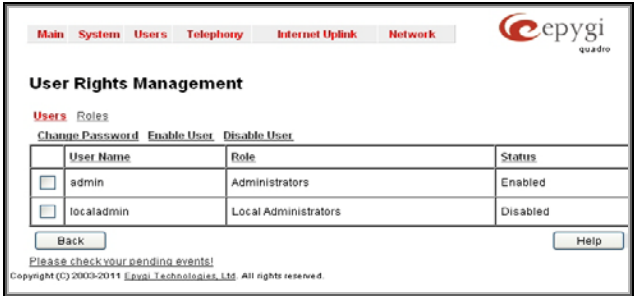 Main System Users Telephony Internet Uplink Network
epygi
quadro
User Rights Management
Users Roles
Change Password Enable User Disable User
User Name Role Status
admin Administrators Enabled
localadmin Local Administrators Disabled
Back Help
Please check your pending events!
Copyright (C) 2003-2011 Epygi Technologies, Ltd. All rights reserved.